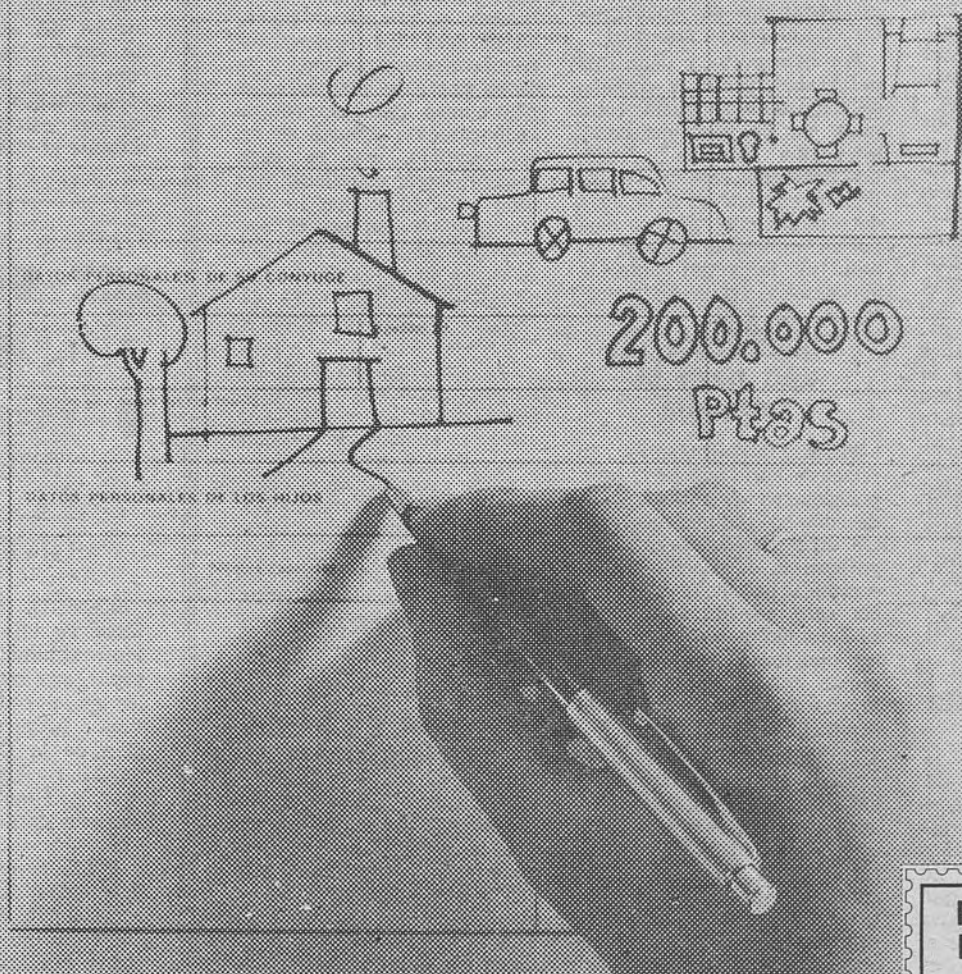 DATOS PERSONALES DE SU CONYUGE
200.000
Ptas
DATOS PERSONALES DE LOS HIJOS